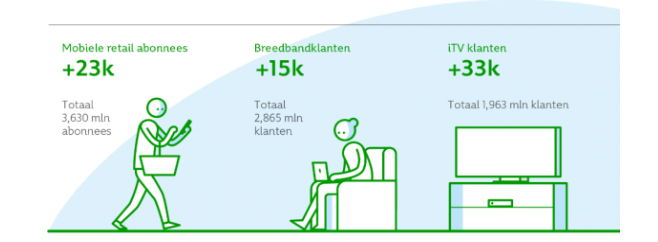 Mobiele retail abonnees
+23k
Totaal
3,630 mln
abonnees
Breedbandklanten
+15k
Totaal
2,865 mln
klanten
iTV klanten
+33k
Totaal 1,963 mln klanten